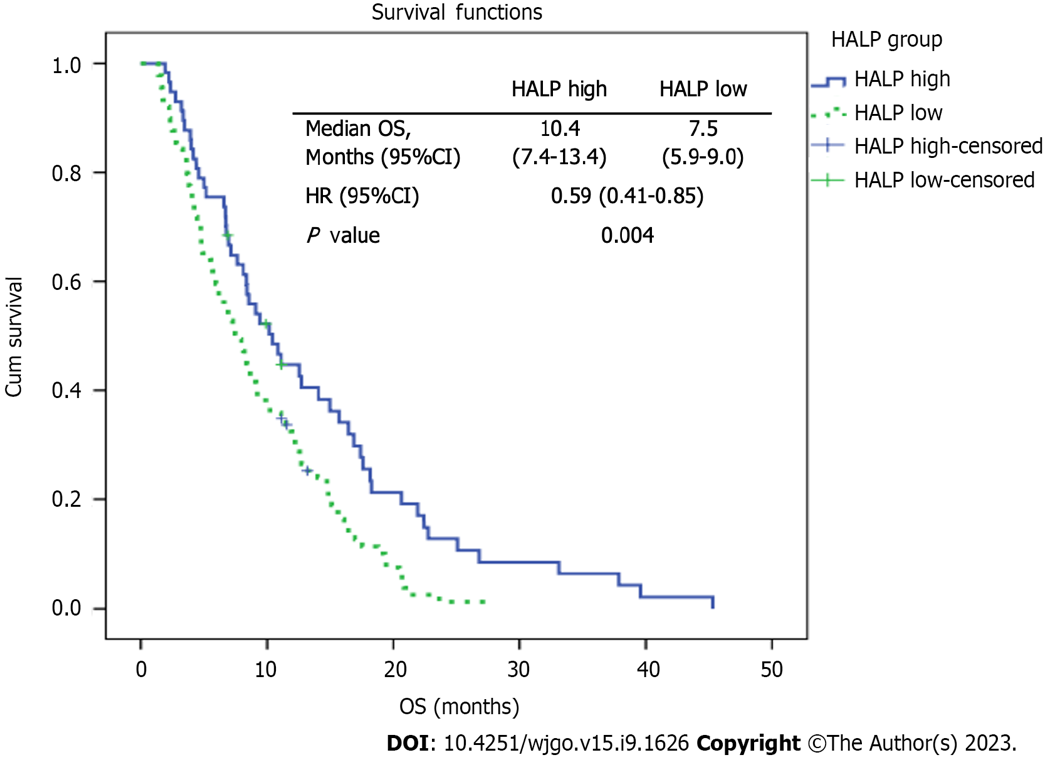 Survival functions
HALP group
HALP high
HALP low
HALP high-censored
HALP low-censored
HALP high HALP low
Median OS, 10.4 7.5
Months (95%CI) (7.4-13.4) (5.9-9.0)
HR (95%CI) 0.59 (0.41-0.85)
P value 0.004
Cum survival
1.0
0.8
0.6
0.4
0.2
0.0
0 10 20 30 40 50
OS (months)
DOI: 10.4251/wjgo.v15.i9.1626 Copyright ©The Author(s) 2023.